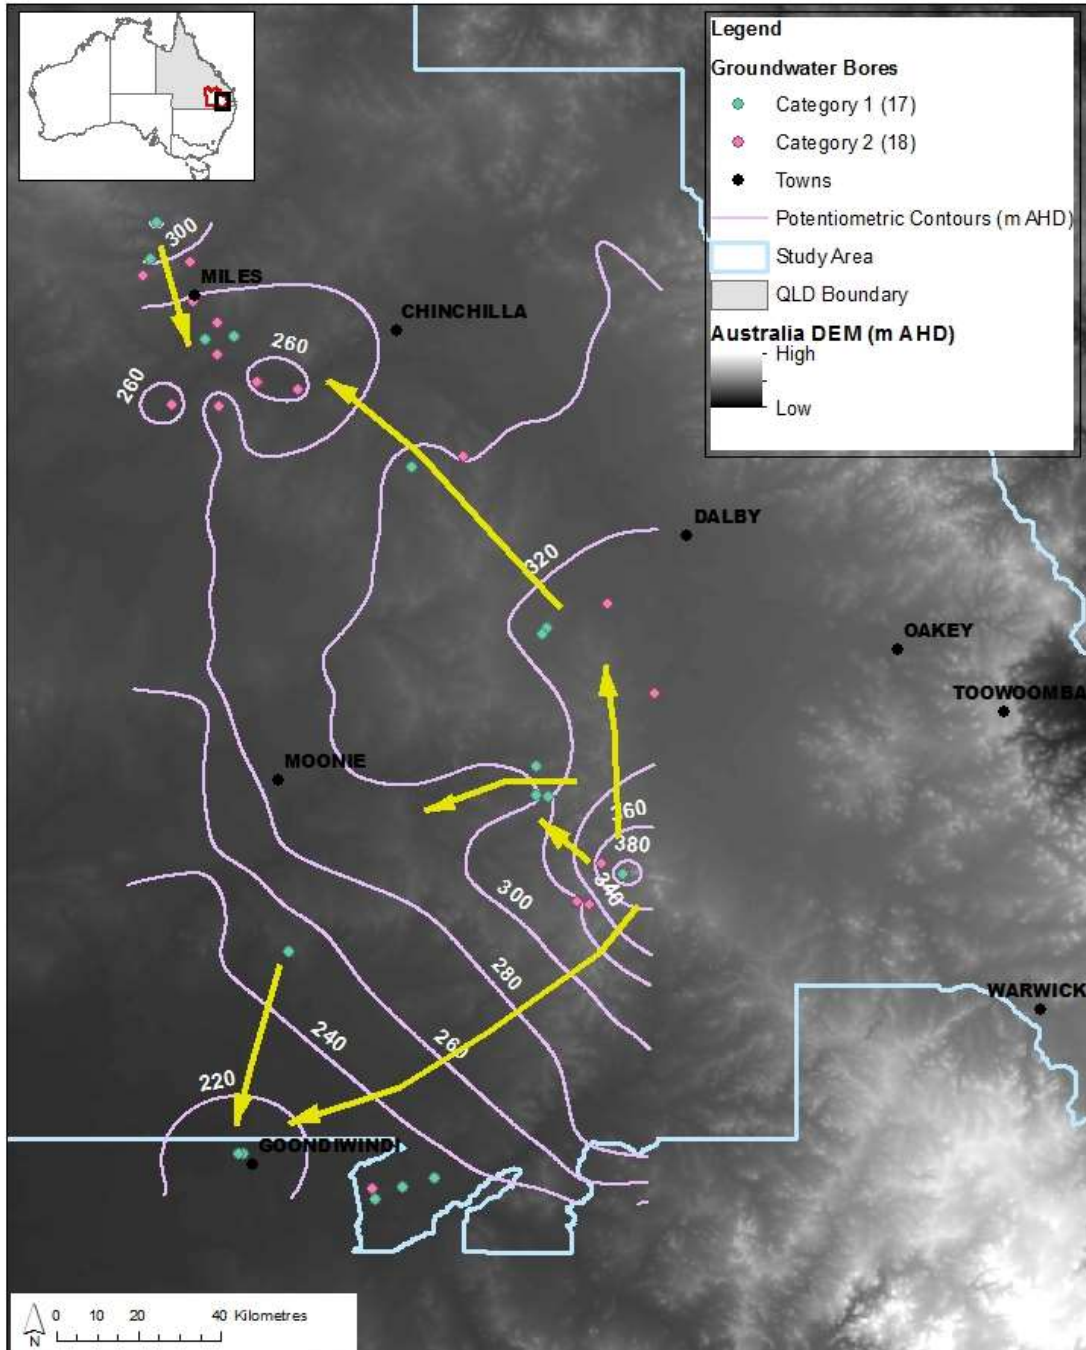 Legend
Groundwater Bores
Category 1 (17)
Category 2 (18)
Towns
Potentiometric Contours (m AHD)
Study Area
QLD Boundary
Australia DEM (m AHD)
High
Low
300
MILES
CHINCHILLA
260
260
DALBY
320
OAKEY
TOOWOOMBA
MOONIE
360
380
340
300
280
WARWICK
240
260
220
GOONDIWINDI
0 10 20 40 Kilometres
N